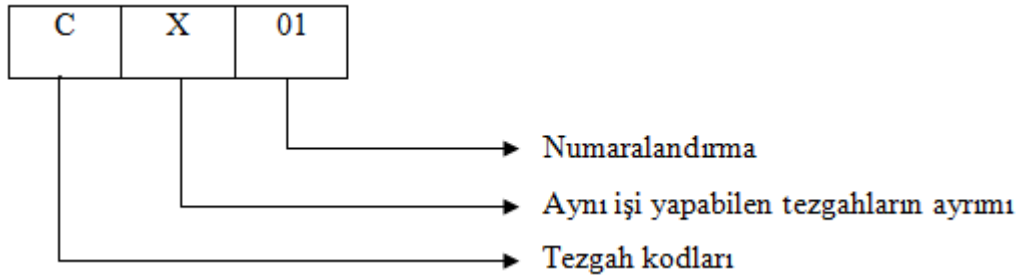 C X 01
Numaralandırma
Aynı işi yapabilen tezgahların ayrımı
Tezgah kodları